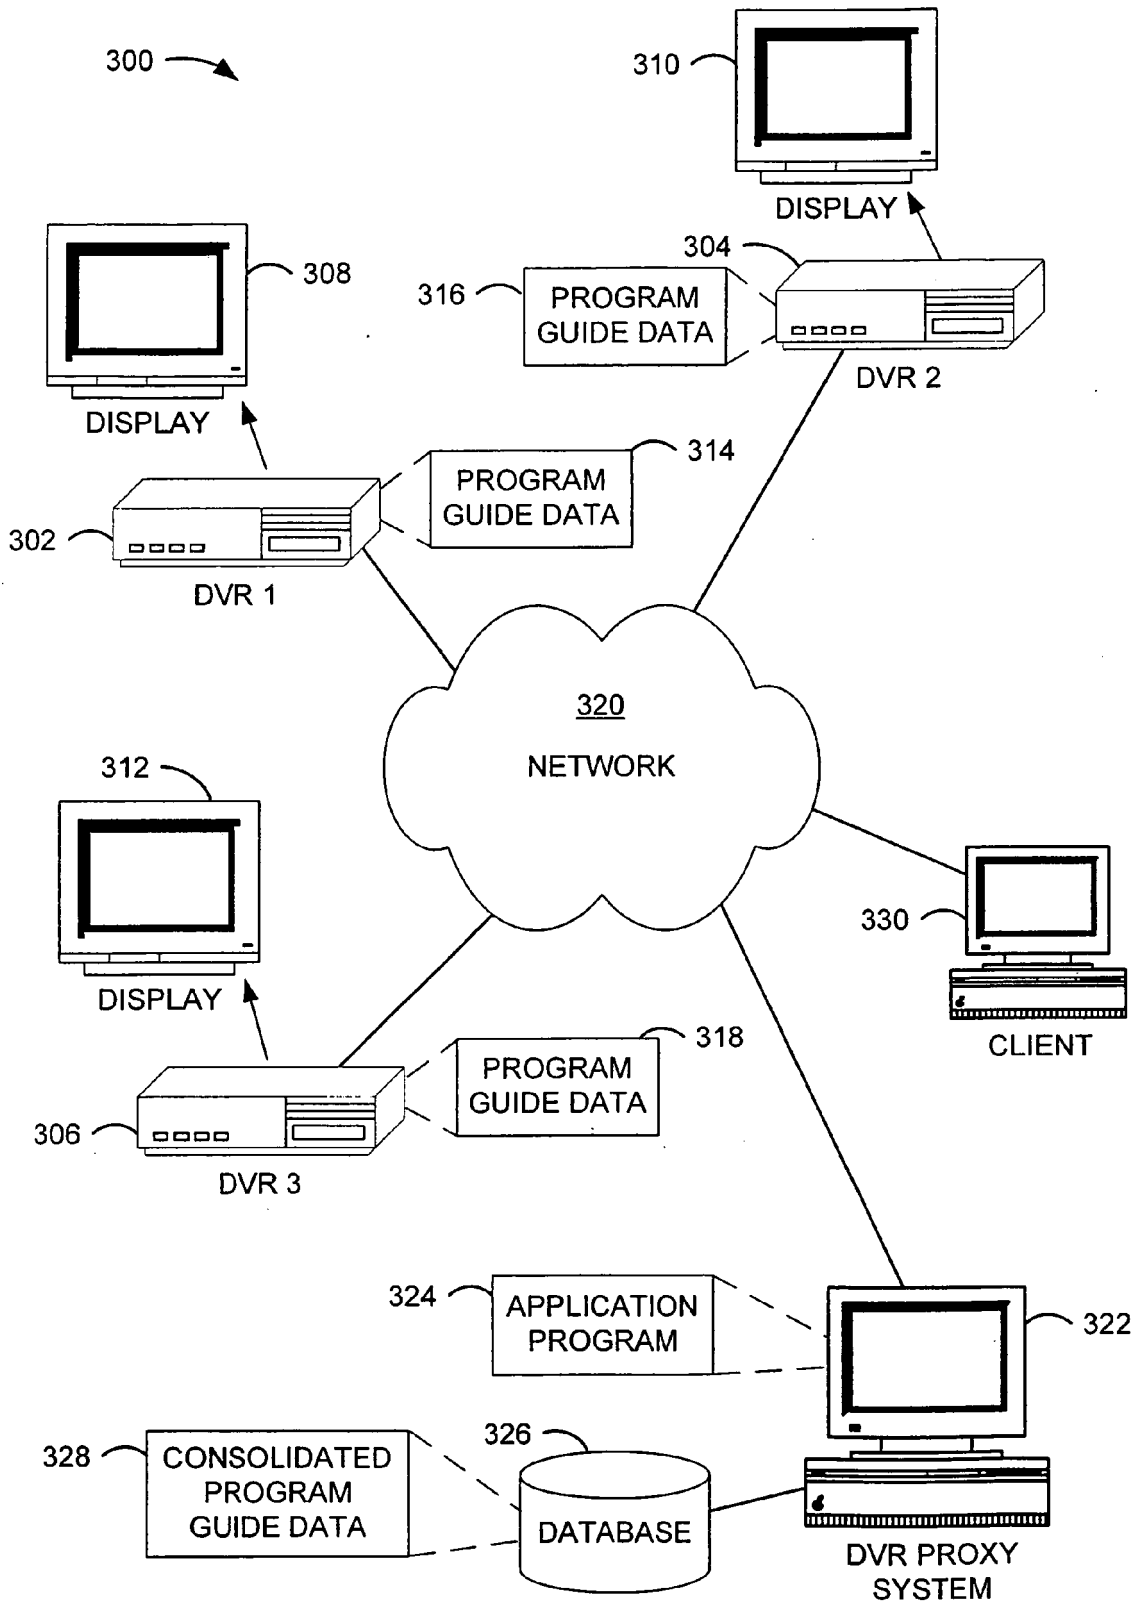 300
310
DISPLAY
304
308
316
PROGRAM
GUIDE DATA
DVR 2
DISPLAY
314
PROGRAM
GUIDE DATA
302
DVR 1
320
NETWORK
312
DISPLAY
330
CLIENT
318
PROGRAM
GUIDE DATA
306
DVR 3
324
APPLICATION
PROGRAM
322
326
328
CONSOLIDATED
PROGRAM
GUIDE DATA
DATABASE
DVR PROXY
SYSTEM